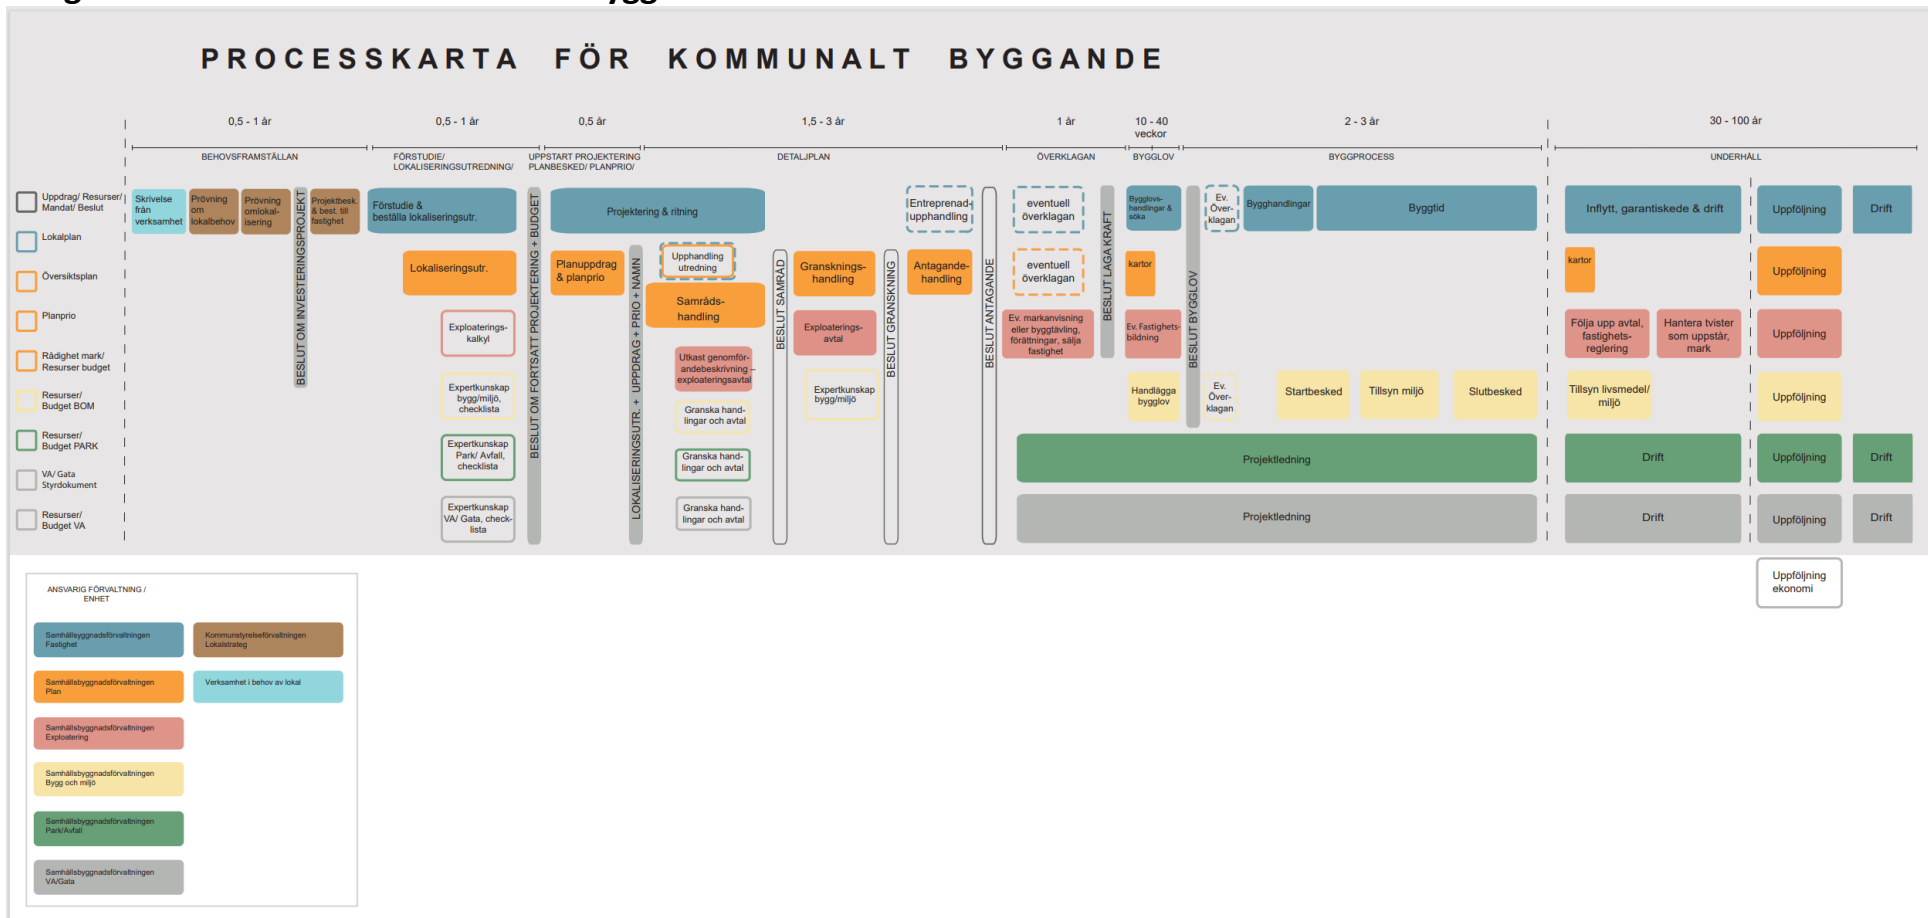 PROCESSKARTA FÖR KOMMUNALT BYGGANDE
0,5 - 1 år
0,5 - 1 år
0,5 år
1,5 - 3 år
1 år
10 - 40
veckor
2 - 3 år
30 - 100 år
BEHOVSFRAMSTÄLLAN
FÖRSTUDIE/
LOKALISERINGSUTREDNING/
UPPSTART PROJEKTERING
PLANBESKED/ PLANPRIO/
DETALJPLAN
ÖVERKLAGAN
BYGGLOV
BYGGPROCESS
UNDERHÅLL
Uppdrag/ Resurser/
Mandat/ Beslut
Lokalplan
Översiktsplan
Planprio
Rådighet mark/
Resurser budget
Resurser/
Budget BOM
Resurser/
Budget PARK
VA/ Gata
Styrdokument
Resurser/
Budget VA
Skrivelse
från
verksamhet
Prövning
om
lokalbehov
Prövning
omlokal-
isering
BESLUT OM INVESTERINGSPROJEKT
Projektbesk.
& best. till
fastighet
Förstudie &
beställa lokaliseringsutr.
Lokaliseringsutr.
Exploaterings-
kalkyl
Expertkunskap
bygg/miljö,
checklista
Expertkunskap
Park/ Avfall,
checklista
Expertkunskap
VA/ Gata, check-
lista
BESLUT OM FORTSATT PROJEKTERING + BUDGET
Projektering & ritning
Planuppdrag
& planprio
LOKALISERINGSUTR. + UPPDRAG + PRIO + NAMN
Upphandling
utredning
Samråds-
handling
Utkast genomför-
andebeskrivning –
exploateringsavtal
Granska hand-
lingar och avtal
Granska hand-
lingar och avtal
Granska hand-
lingar och avtal
BESLUT SAMRÅD
Gransknings-
handling
Exploaterings-
avtal
Expertkunskap
bygg/miljö
BESLUT GRANSKNING
Entreprenad-
upphandling
Antagande-
handling
BESLUT ANTAGANDE
eventuell
överklagan
eventuell
överklagan
Ev. markanvisning
eller byggtävling,
förättningar, sälja
fastighet
BESLUT LAGA KRAFT
Bygglovs-
handlingar &
söka
kartor
Ev. Fastighets-
bildning
Handlägga
bygglov
BESLUT BYGGLOV
Ev.
Över-
klagan
Ev.
Över-
klagan
Bygghandlingar
Byggtid
Startbesked
Tillsyn miljö
Slutbesked
Projektledning
Projektledning
Inflytt, garantiskede & drift
kartor
Följa upp avtal,
fastighets-
reglering
Hantera tvister
som uppstår,
mark
Tillsyn livsmedel/
miljö
Drift
Drift
Uppföljning
Uppföljning
Uppföljning
Uppföljning
Uppföljning
Uppföljning
Uppföljning
ekonomi
Drift
Drift
Drift
ANSVARIG FÖRVALTNING /
ENHET
Samhällsbyggnadsförvaltningen
Fastighet
Kommunstyrelseförvaltningen
Lokalstrateg
Samhällsbyggnadsförvaltningen
Plan
Verksamhet i behov av lokal
Samhällsbyggnadsförvaltningen
Exploatering
Samhällsbyggnadsförvaltningen
Bygg och miljö
Samhällsbyggnadsförvaltningen
Park/Avfall
Samhällsbyggnadsförvaltningen
VA/Gata